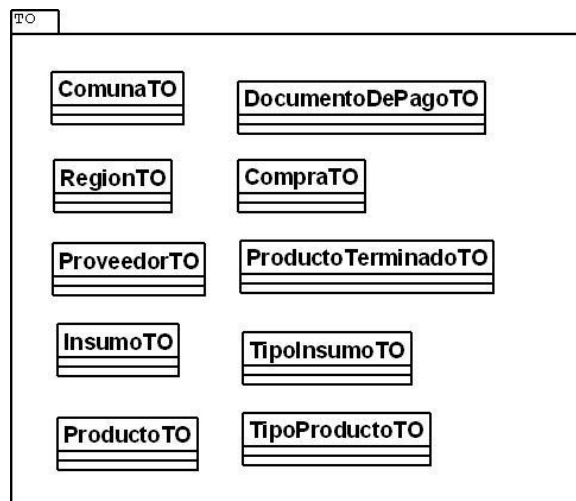 TO
ComunaTO
DocumentoDePagoTO
RegionTO
CompraTO
ProveedorTO
ProductoTerminadoTO
InsumoTO
TipoInsumoTO
ProductoTO
TipoProductoTO